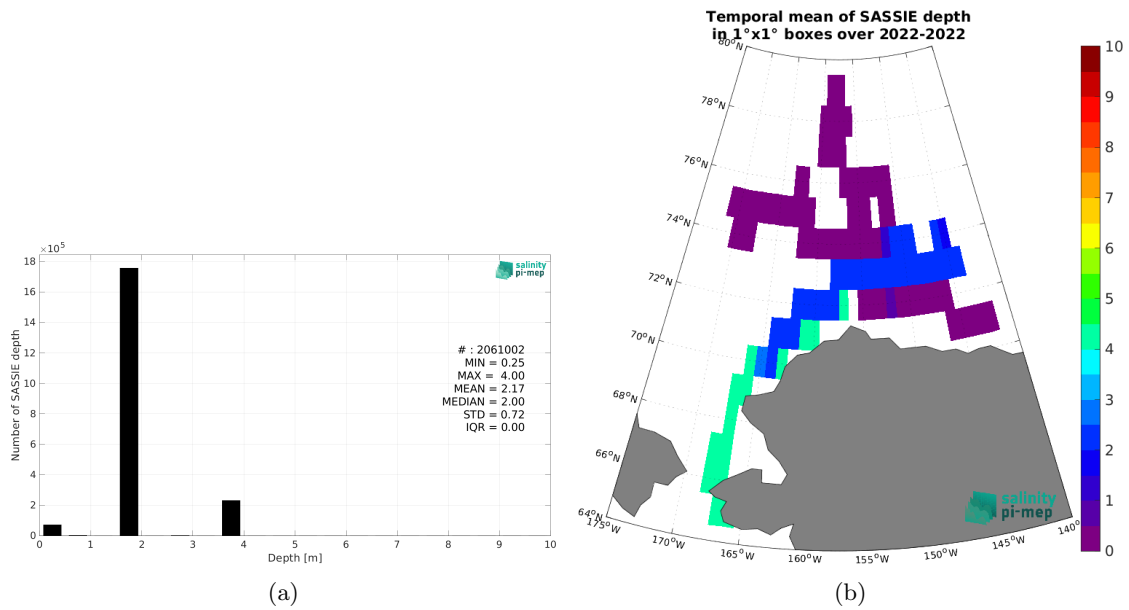 ×10⁵
18
16
14
12
10
8
6
4
2
0
Number of SASSIE depth
salinity
pi-mep
# : 2061002
MIN = 0.25
MAX = 4.00
MEAN = 2.17
MEDIAN = 2.00
STD = 0.72
IQR = 0.00
0 1 2 3 4 5 6 7 8 9 10
Depth [m]
(a)
Temporal mean of SASSIE depth
in 1°x1° boxes over 2022-2022
80°N
78°N
76°N
74°N
72°N
70°N
68°N
66°N
64°N
175°W
170°W
165°W
160°W
155°W
150°W
145°W
140°
salinity
pi-mep
10
9
8
7
6
5
4
3
2
1
0
(b)